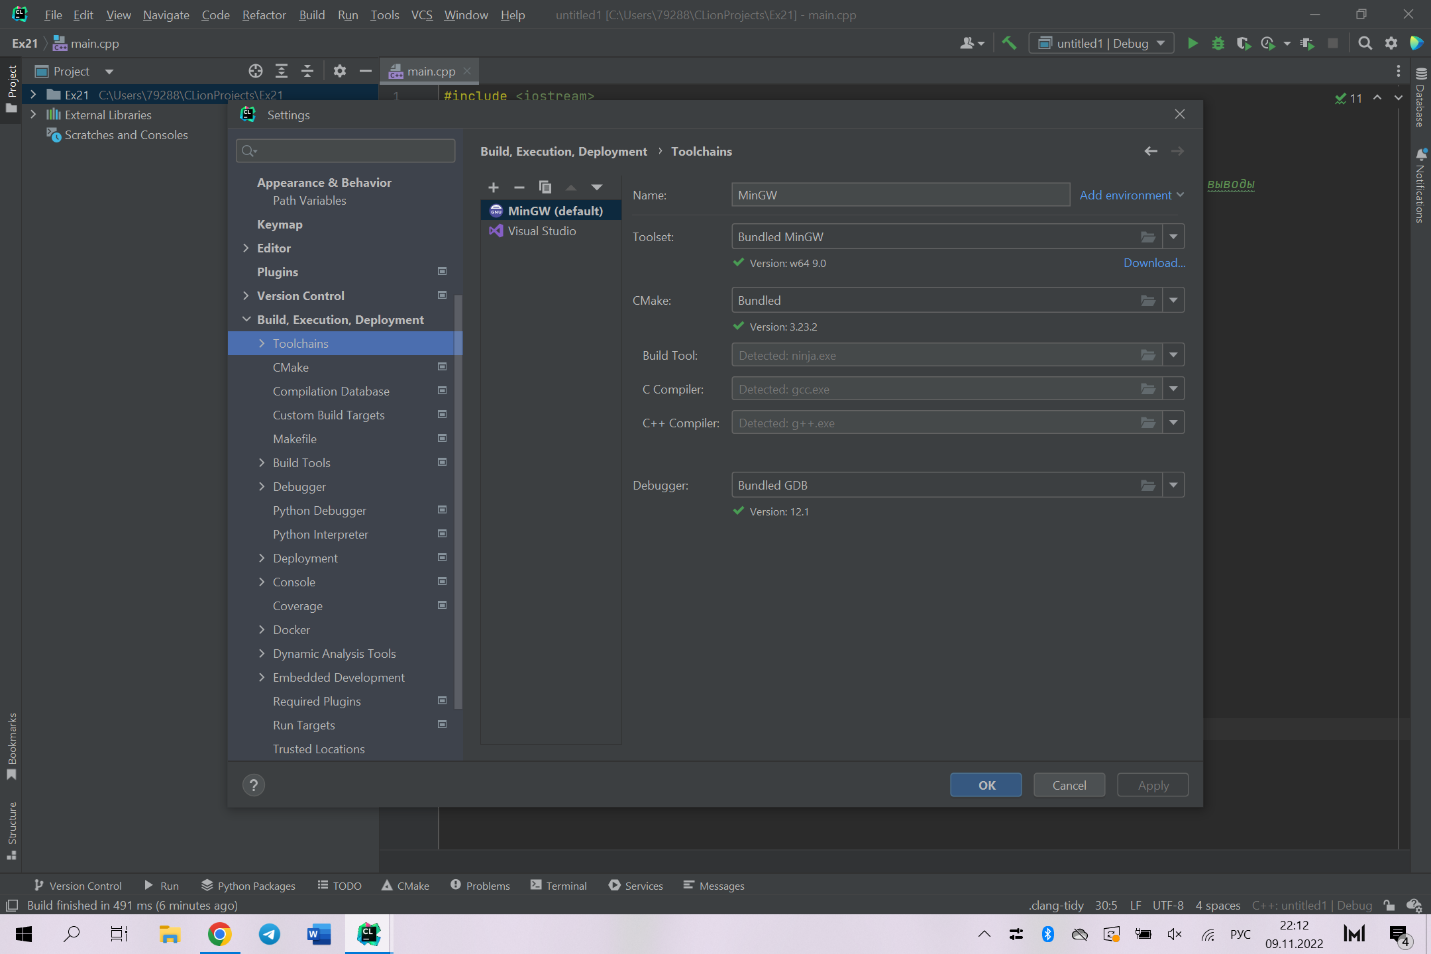 File Edit View Navigate Code Refactor Build Run Tools VCS Window Help untitled1 [C:\Users\79288\CLionProjects\Ex21] - main.cpp
Ex21 main.cpp untitled1 | Debug
Project main.cpp
Project
Ex21 C:\Users\79288\CLionProjects\Ex21
External Libraries
Scratches and Consoles
1 #include <iostream>
11
выводы
Database
Notifications
Bookmarks
Structure
Settings
Appearance & Behavior
Path Variables
Keymap
Editor
Plugins
Version Control
Build, Execution, Deployment
Toolchains
CMake
Compilation Database
Custom Build Targets
Makefile
Build Tools
Debugger
Python Debugger
Python Interpreter
Deployment
Console
Coverage
Docker
Dynamic Analysis Tools
Embedded Development
Required Plugins
Run Targets
Trusted Locations
Build, Execution, Deployment › Toolchains
MinGW (default)
Visual Studio
Name: MinGW Add environment
Toolset: Bundled MinGW
Version: w64 9.0 Download...
CMake: Bundled
Version: 3.23.2
Build Tool: Detected: ninja.exe
C Compiler: Detected: gcc.exe
C++ Compiler: Detected: g++.exe
Debugger: Bundled GDB
Version: 12.1
? OK Cancel Apply
Version Control Run Python Packages TODO CMake Problems Terminal Services Messages
Build finished in 491 ms (6 minutes ago) .clang-tidy 30:5 LF UTF-8 4 spaces C++: untitled1 | Debug
РУС 22:12
09.11.2022
4